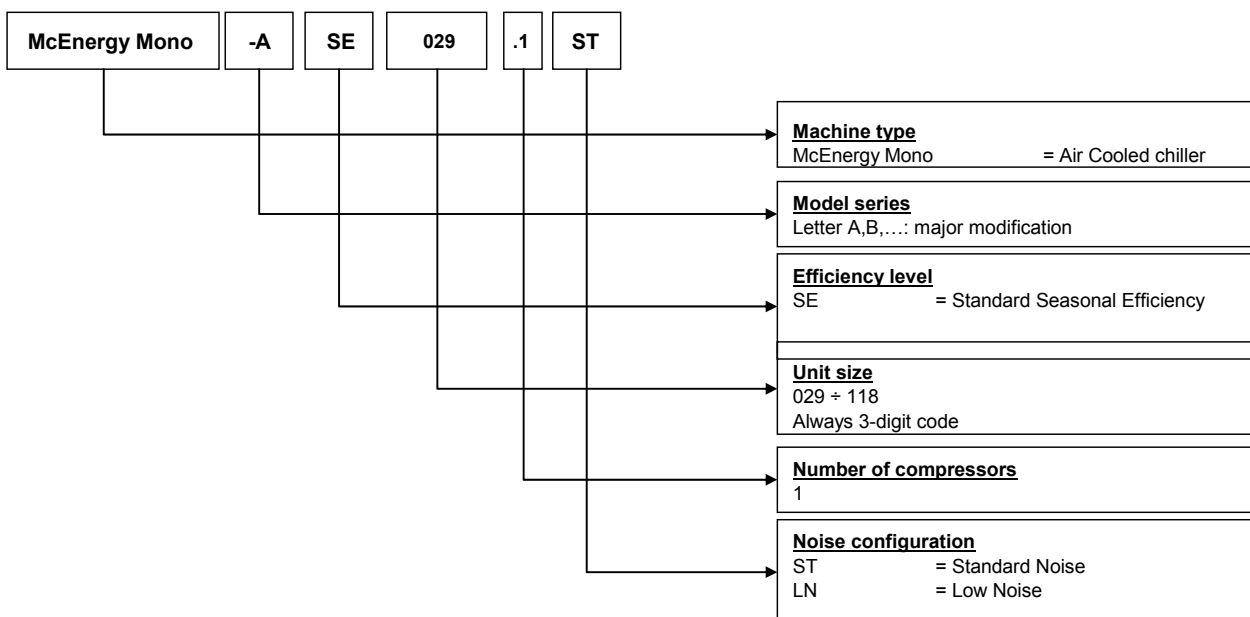 McEnergy Mono -A SE 029 .1 ST
Machine type
McEnergy Mono = Air Cooled chiller
Model series
Letter A,B,…: major modification
Efficiency level
SE = Standard Seasonal Efficiency
Unit size
029 ÷ 118
Always 3-digit code
Number of compressors
1
Noise configuration
ST = Standard Noise
LN = Low Noise